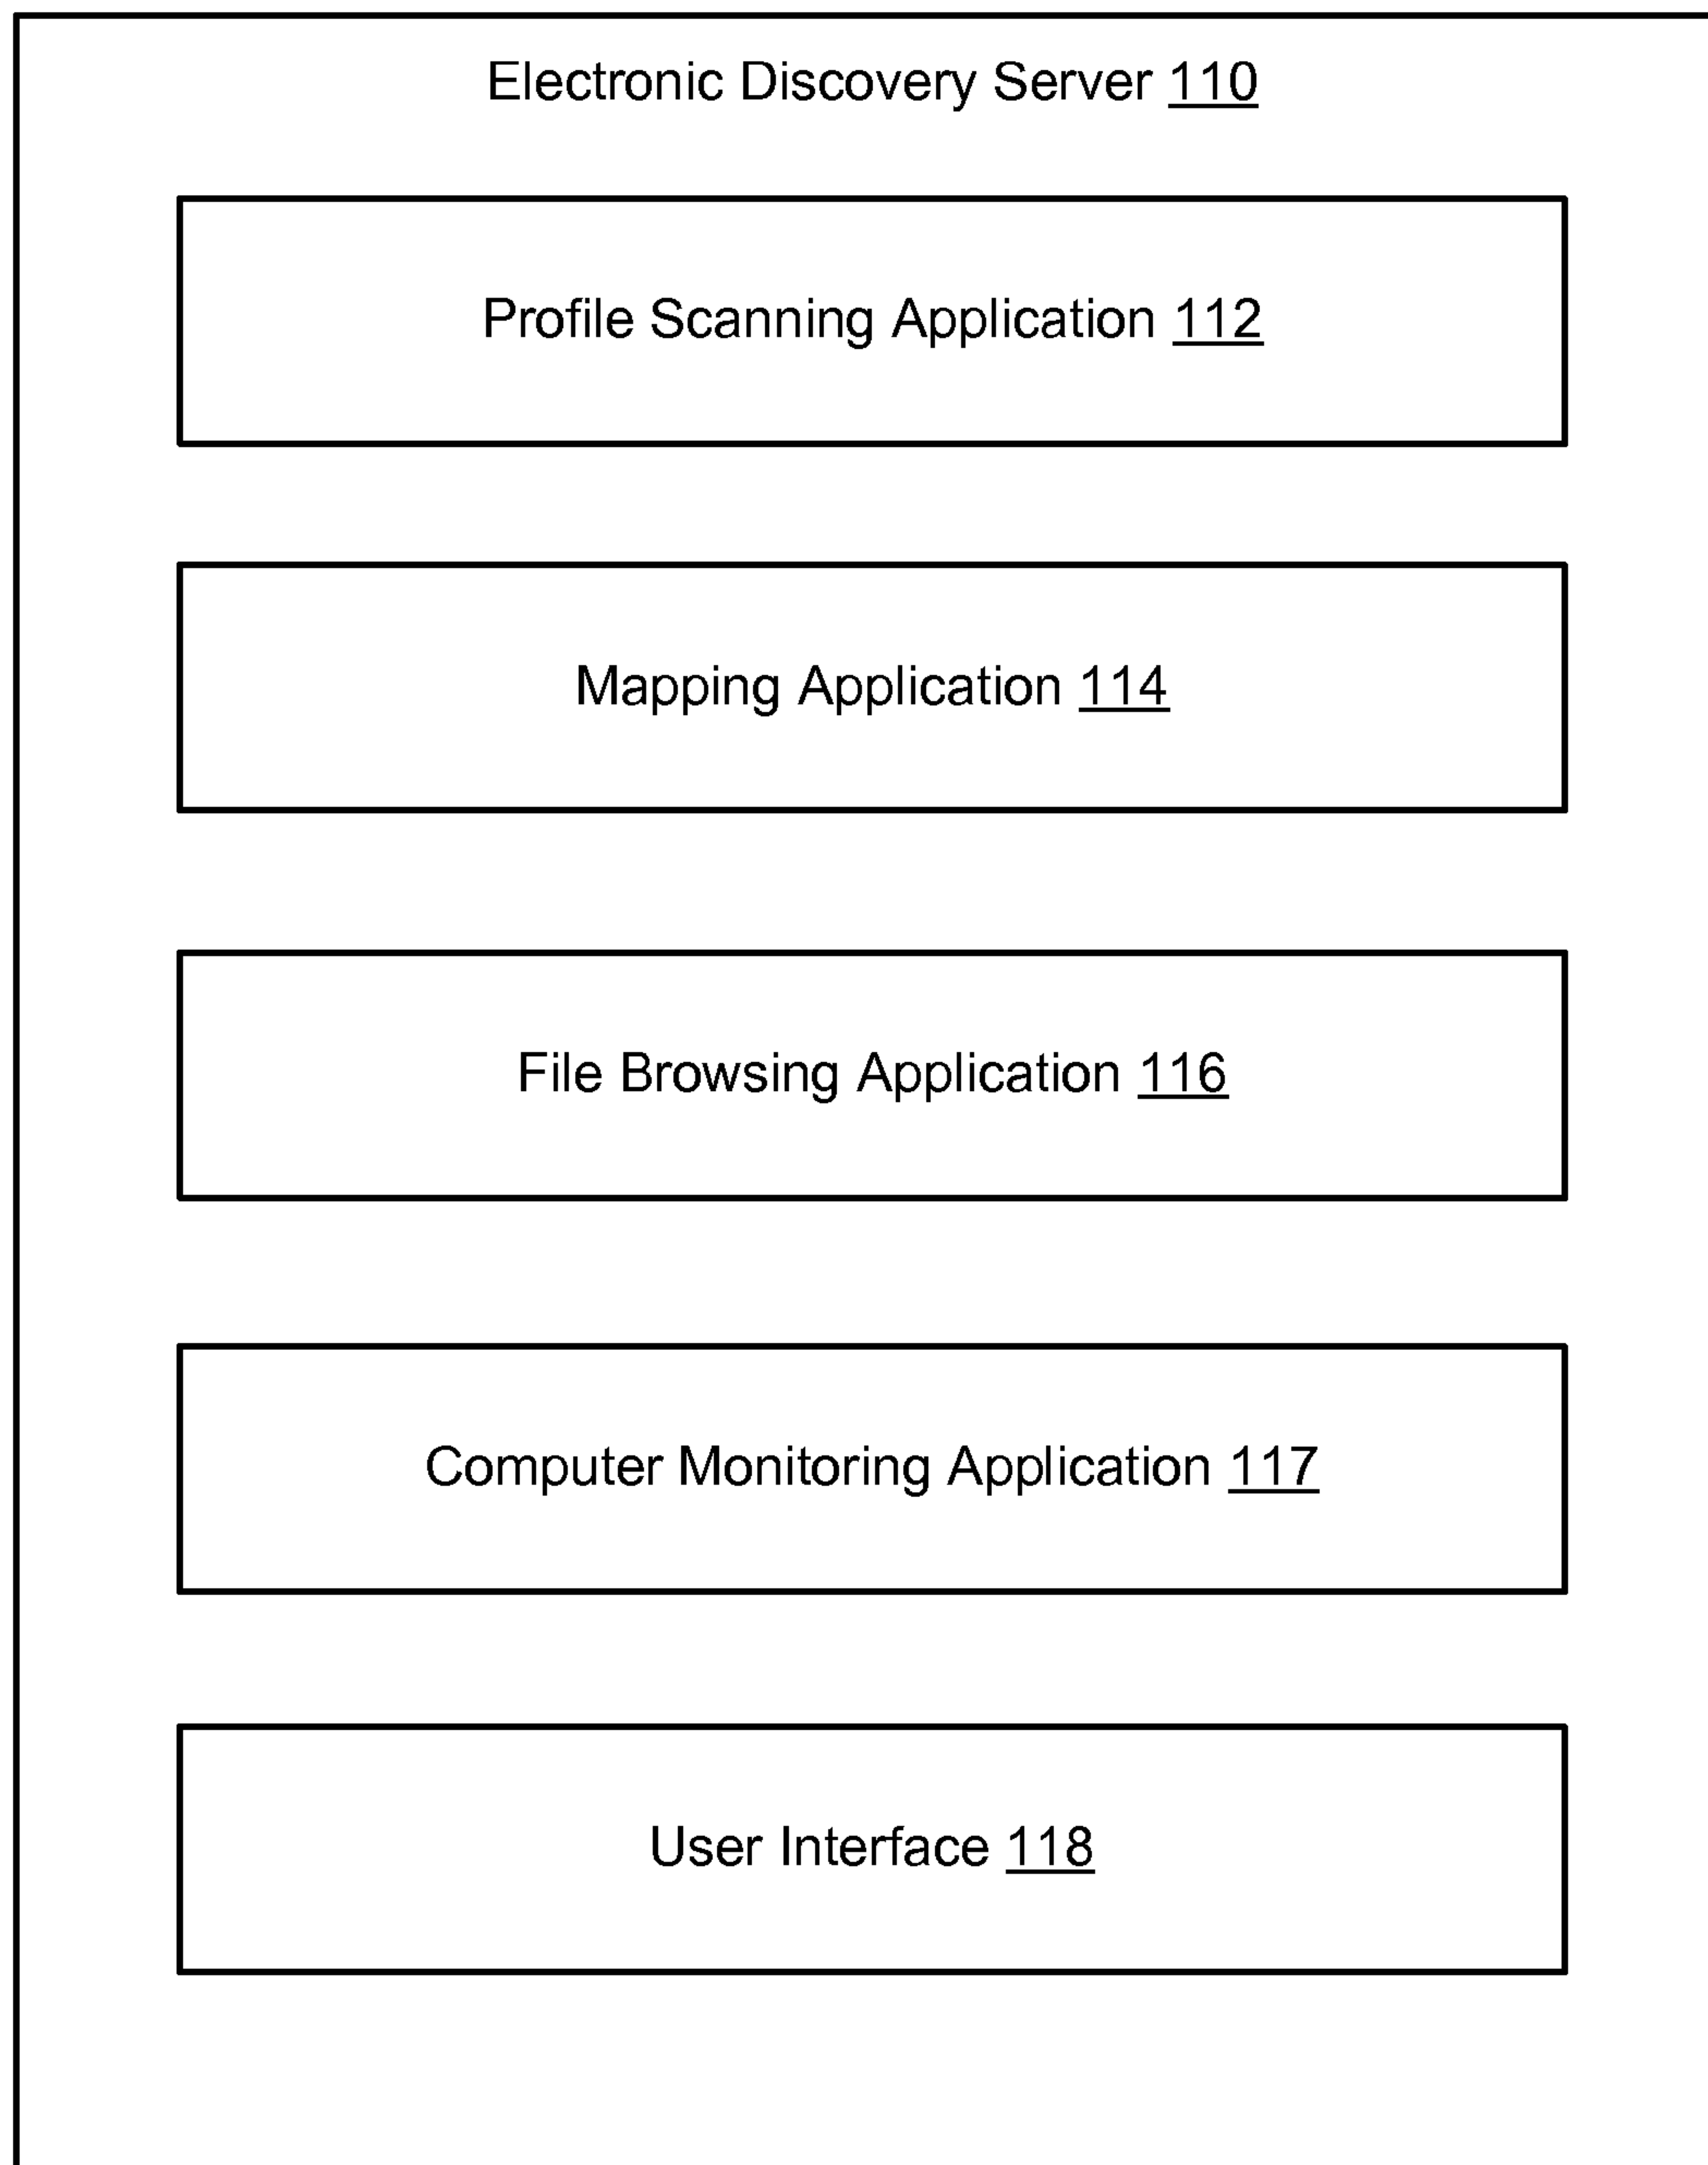 Electronic Discovery Server 110
Profile Scanning Application 112
Mapping Application 114
File Browsing Application 116
Computer Monitoring Application 117
User Interface 118